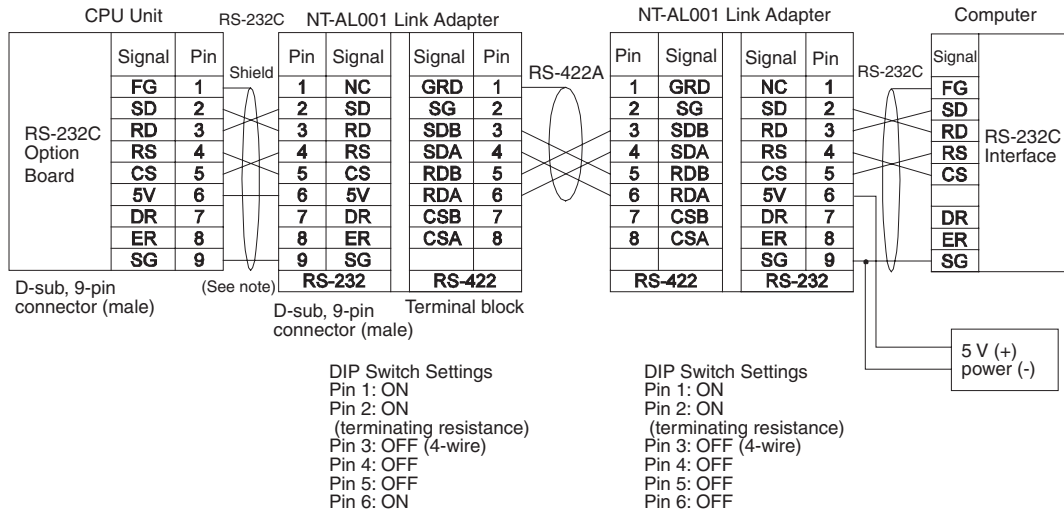 CPU Unit RS-232C NT-AL001 Link Adapter NT-AL001 Link Adapter Computer
Signal Pin Pin Signal Signal Pin Pin Signal Signal Pin Signal
Shield RS-422A RS-232C
FG 1 1 NC GRD 1 1 GRD NC 1 FG
SD 2 2 SD SG 2 2 SG SD 2 SD
RD 3 3 RD SDB 3 3 SDB RD 3 RD
RS 4 4 RS SDA 4 4 SDA RS 4 RS
CS 5 5 CS RDB 5 5 RDB CS 5 CS
5V 6 6 5V RDA 6 6 RDA 5V 6
DR 7 7 DR CSB 7 7 CSB DR 7 DR
ER 8 8 ER CSA 8 8 CSA ER 8 ER
SG 9 9 SG SG 9 SG
RS-232C
Option
Board
RS-232C
Interface
RS-232 RS-422 RS-422 RS-232
D-sub, 9-pin
connector (male)
(See note)
D-sub, 9-pin
connector (male)
Terminal block
5 V (+)
power (-)
DIP Switch Settings
Pin 1: ON
Pin 2: ON
(terminating resistance)
Pin 3: OFF (4-wire)
Pin 4: OFF
Pin 5: OFF
Pin 6: ON
DIP Switch Settings
Pin 1: ON
Pin 2: ON
(terminating resistance)
Pin 3: OFF (4-wire)
Pin 4: OFF
Pin 5: OFF
Pin 6: OFF